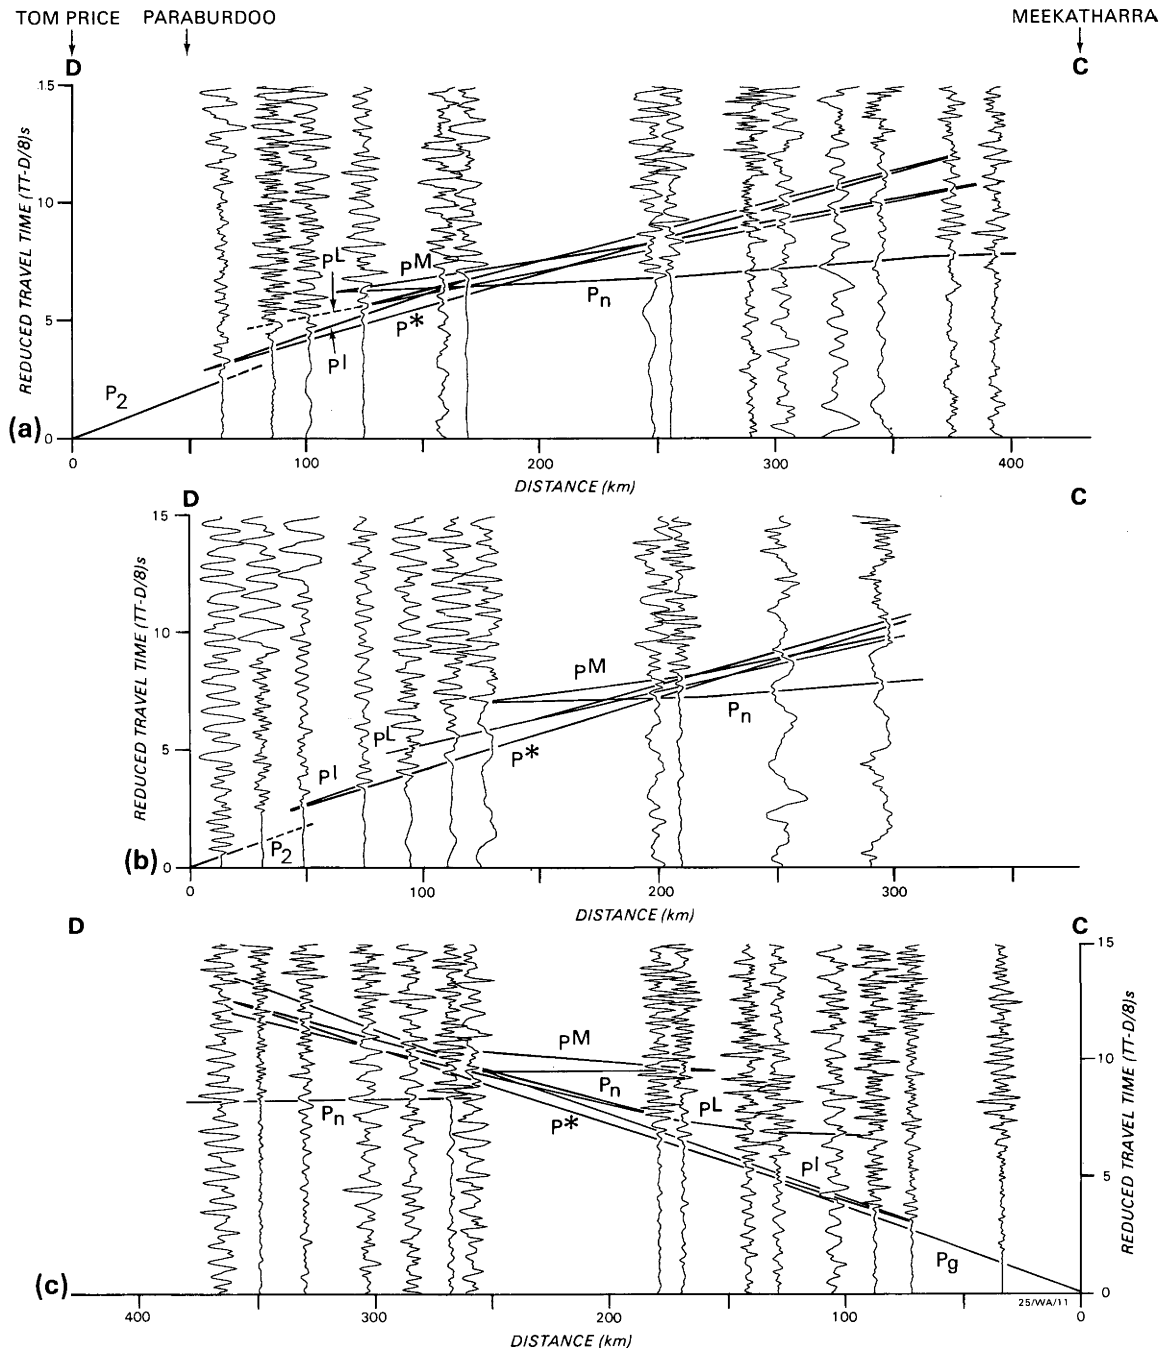 TOM PRICE PARABURDOO MEEKATHARRA
D C
REDUCED TRAVEL TIME (TT-D/8)s
15
10
5
0
P2
PL
PI
PM
P*
Pn
(a)
0 100 200 300 400
DISTANCE (km)
D C
REDUCED TRAVEL TIME (TT-D/8)s
15
10
5
0
PM
PL
PI
P*
Pn
P2
(b)
0 100 200 300
DISTANCE (km)
D C
15
10
5
0
REDUCED TRAVEL TIME (TT-D/8)s
PM
Pn
Pn
PL
P*
PI
Pg
(c)
25/WA/11
400 300 200 100 0
DISTANCE (km)